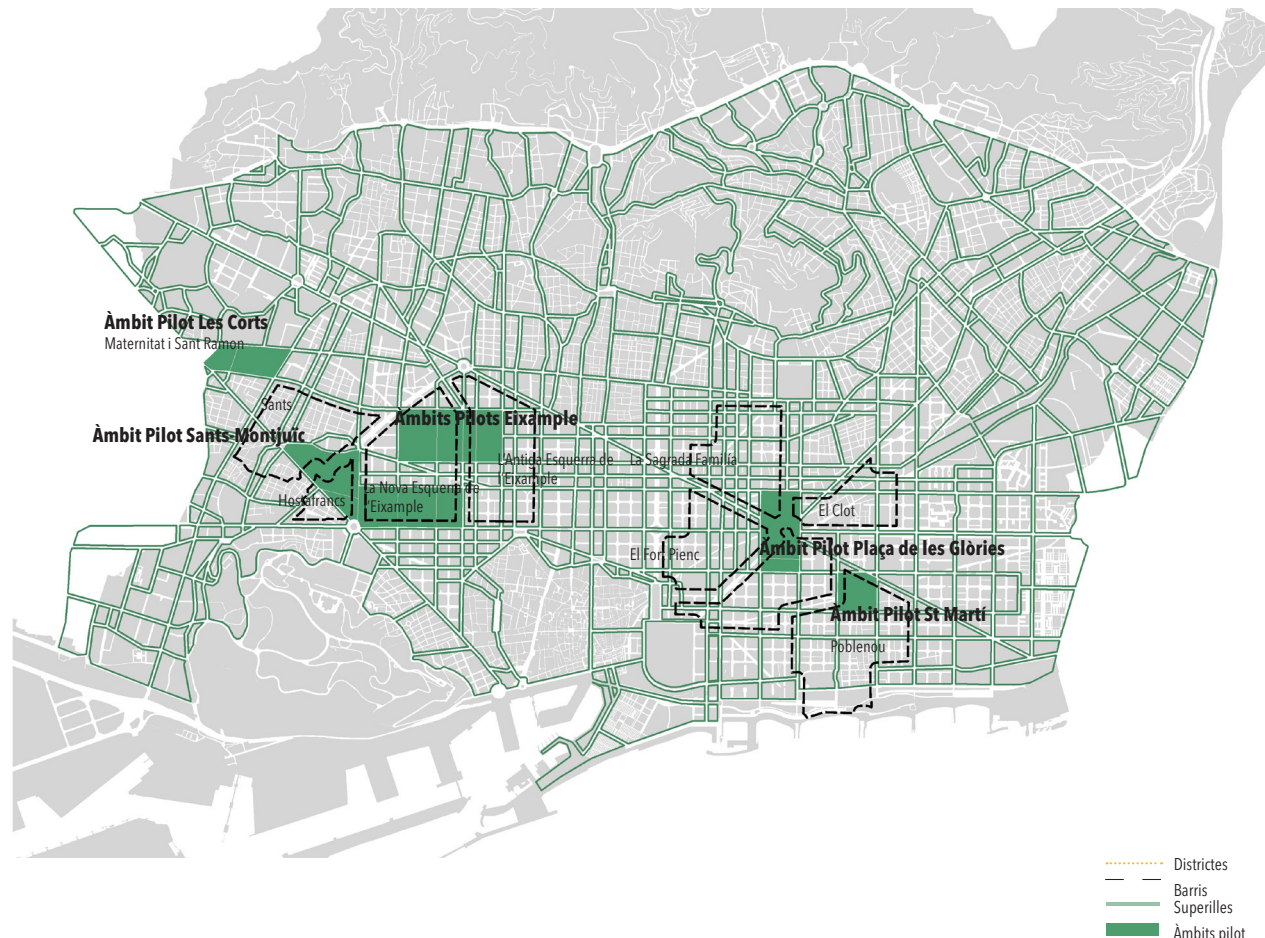 Àmbit Pilot Les Corts
Maternitat i Sant Ramon
Sants
Àmbits Pilots Eixample
Àmbit Pilot Sants-Montjuïc
L'Antiga Esquerra de
l'Eixample
La Sagrada Família
Hostafrancs
La Nova Esquerra de
l'Eixample
El Clot
El Fort Pienc
Àmbit Pilot Plaça de les Glòries
Àmbit Pilot St Martí
Poblenou
Districtes
Barris
Superilles
Àmbits pilot